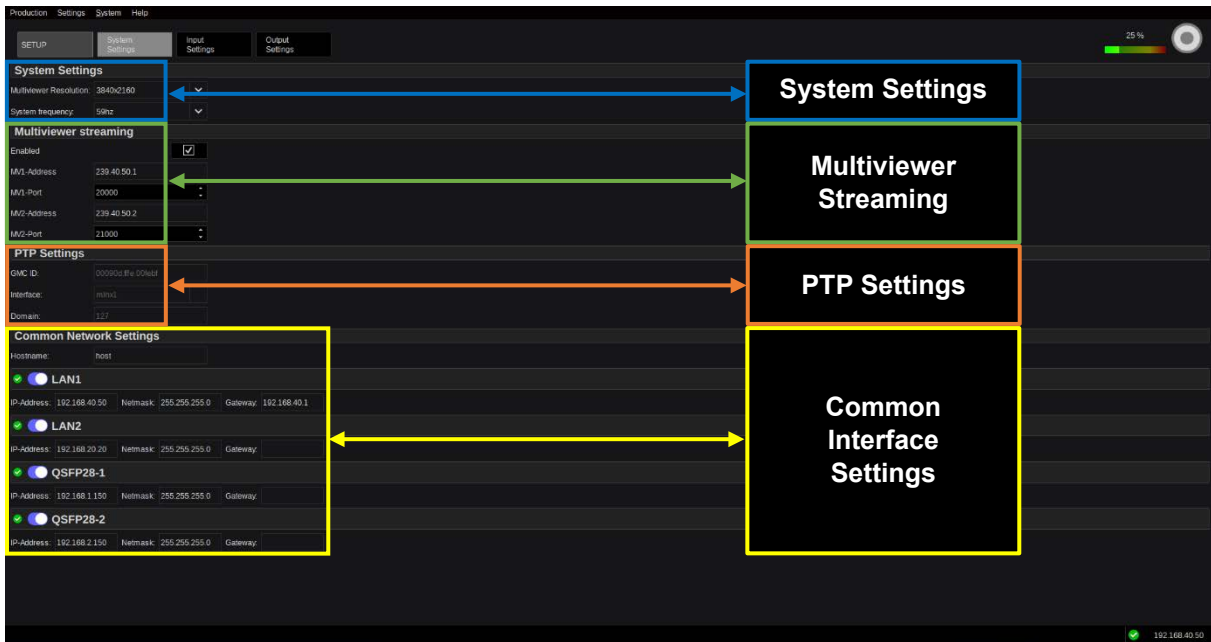 Production Settings System Help
SETUP
System
Settings
Input
Settings
Output
Settings
25 %
System Settings
Multiviewer Resolution: 3840x2160
System frequency: 59hz
System Settings
Multiviewer streaming
Enabled
MV1-Address 239.40.50.1
MV1-Port 20000
MV2-Address 239.40.50.2
MV2-Port 21000
Multiviewer
Streaming
PTP Settings
GMC ID:
Interface:
Domain: 127
PTP Settings
Common Network Settings
Hostname: host
LAN1
IP-Address: 192.168.40.50 Netmask: 255.255.255.0 Gateway: 192.168.40.1
LAN2
IP-Address: 192.168.20.20 Netmask: 255.255.255.0 Gateway:
QSFP28-1
IP-Address: 192.168.1.150 Netmask: 255.255.255.0 Gateway:
QSFP28-2
IP-Address: 192.168.2.150 Netmask: 255.255.255.0 Gateway:
Common
Interface
Settings
192.168.40.50